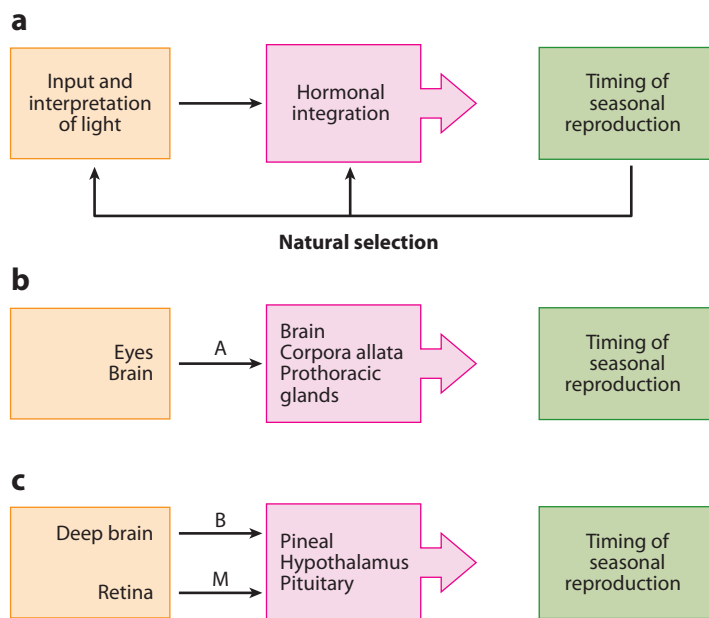 a
Input and
interpretation
of light
Hormonal
integration
Timing of
seasonal
reproduction
Natural selection
b
Eyes
Brain
A
Brain
Corpora allata
Prothoracic
glands
Timing of
seasonal
reproduction
c
Deep brain
Retina
B
M
Pineal
Hypothalamus
Pituitary
Timing of
seasonal
reproduction